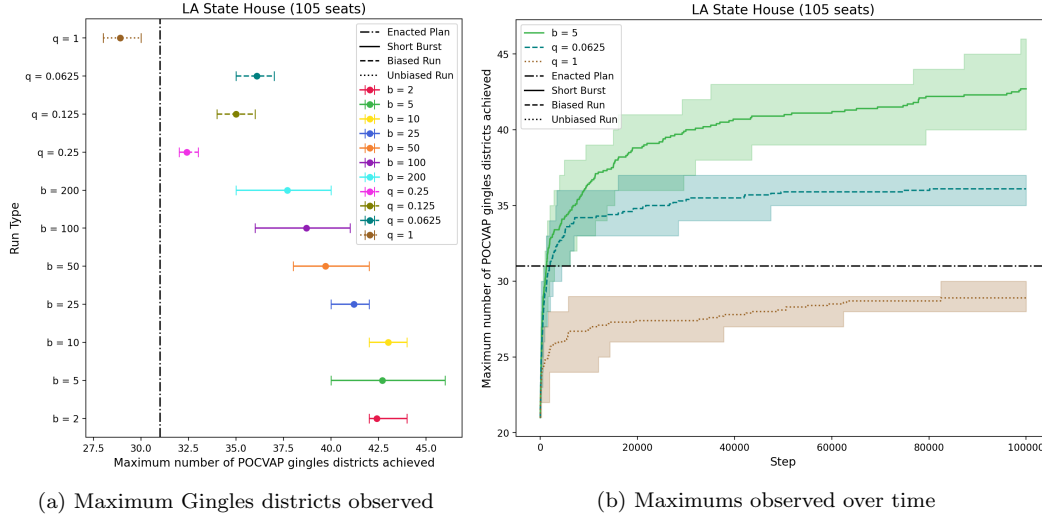 LA State House (105 seats)
q = 1
q = 0.0625
q = 0.125
q = 0.25
b = 200
b = 100
b = 50
b = 25
b = 10
b = 5
b = 2
Run Type
Enacted Plan
Short Burst
Biased Run
Unbiased Run
b = 2
b = 5
b = 10
b = 25
b = 50
b = 100
b = 200
q = 0.25
q = 0.125
q = 0.0625
q = 1
27.5 30.0 32.5 35.0 37.5 40.0 42.5 45.0
Maximum number of POCVAP gingles districts achieved
(a) Maximum Gingles districts observed
LA State House (105 seats)
b = 5
q = 0.0625
q = 1
Enacted Plan
Short Burst
Biased Run
Unbiased Run
Maximum number of POCVAP gingles districts achieved
45
40
35
30
25
20
0 20000 40000 60000 80000 100000
Step
(b) Maximums observed over time